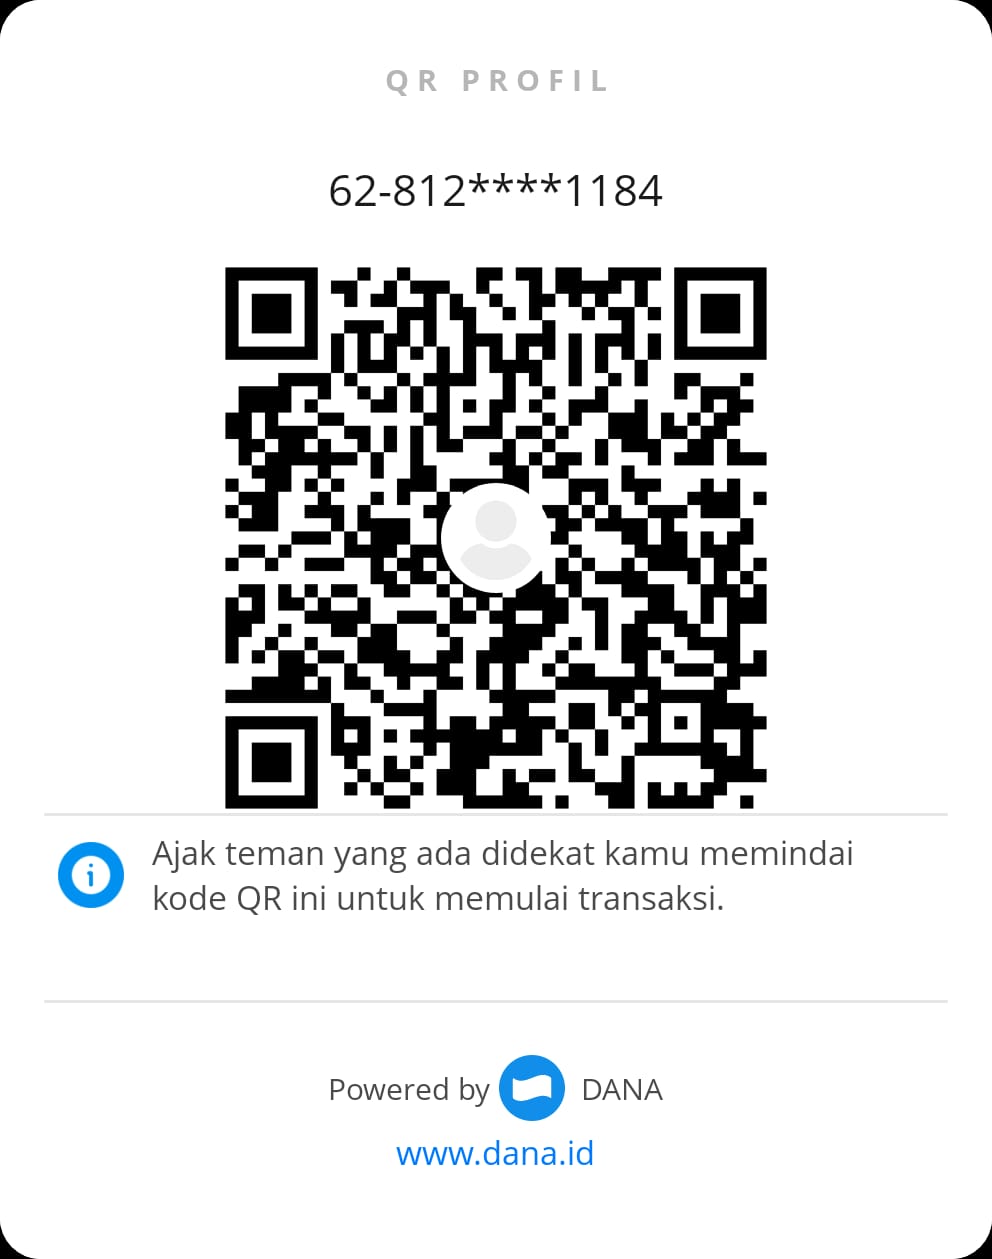 QR PROFIL
62-812****1184
Ajak teman yang ada didekat kamu memindai
kode QR ini untuk memulai transaksi.
Powered by DANA
www.dana.id